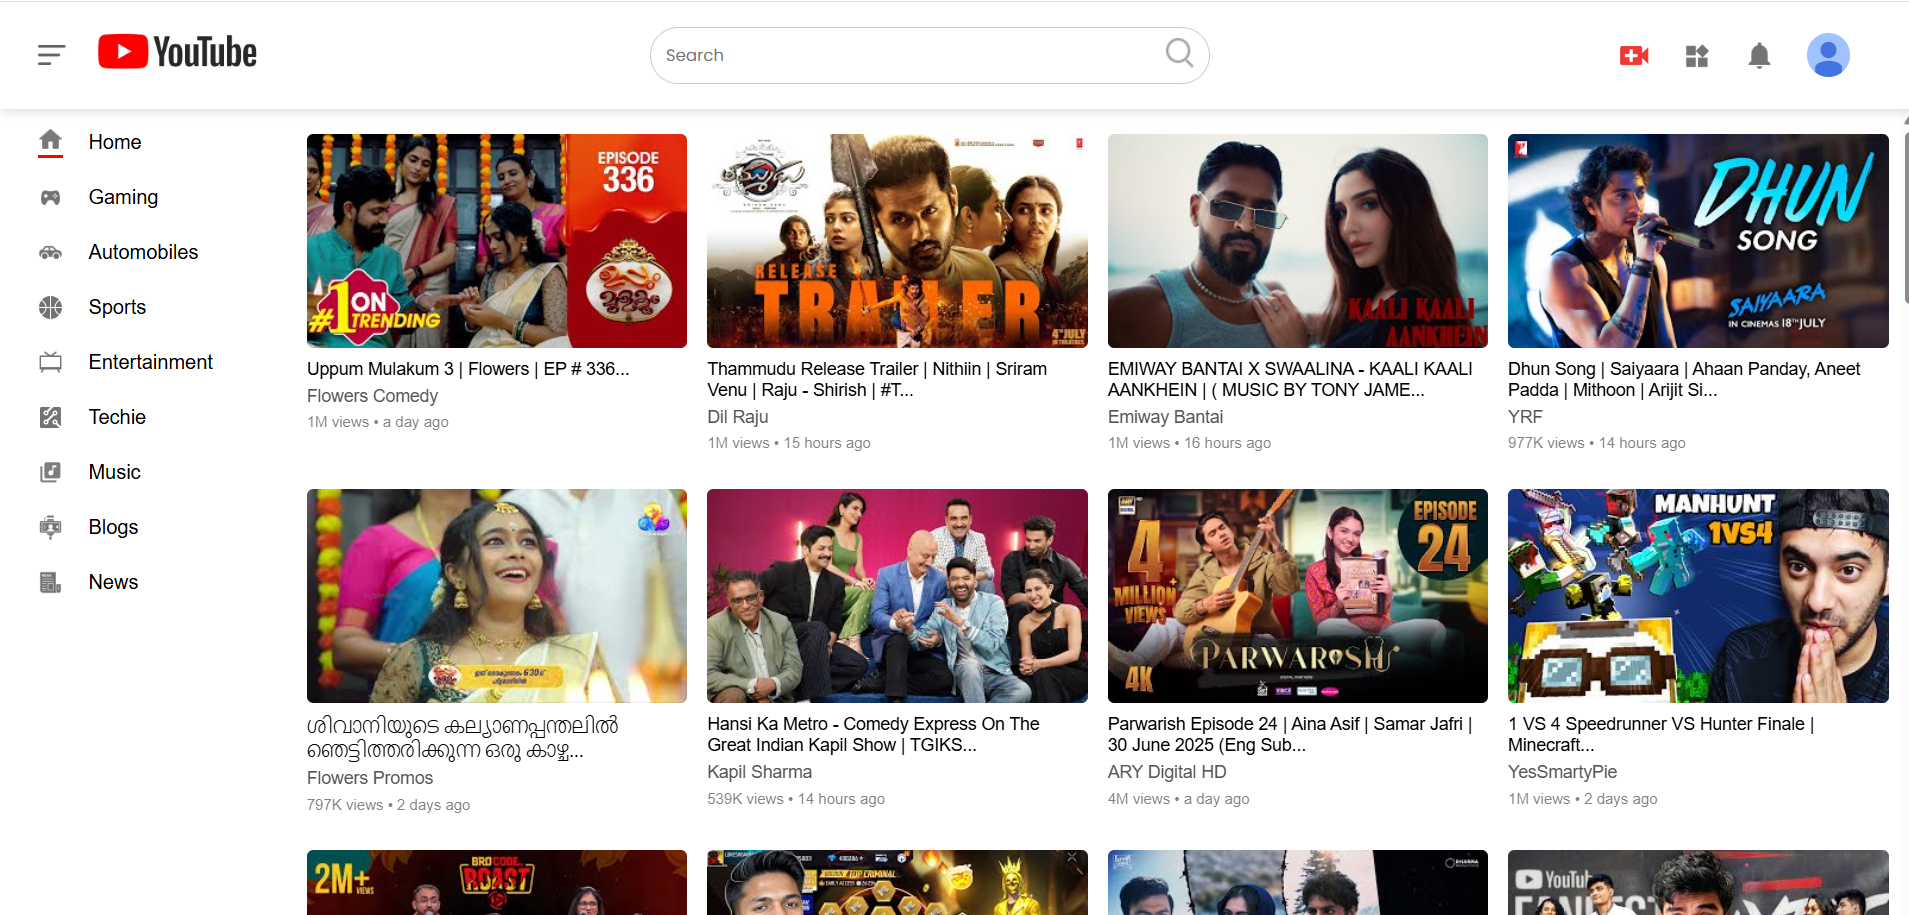 YouTube
Search
Home
Gaming
Automobiles
Sports
Entertainment
Techie
Music
Blogs
News
EPISODE
336
#1 ON
TRENDING
Uppum Mulakum 3 | Flowers | EP # 336...
Flowers Comedy
1M views • a day ago
RELEASE
TRAILER
4TH JULY
Thammudu Release Trailer | Nithiin | Sriram
Venu | Raju - Shirish | #T...
Dil Raju
1M views • 15 hours ago
KAALI KAALI
AANKHEIN
EMIWAY BANTAI X SWAALINA - KAALI KAALI
AANKHEIN | ( MUSIC BY TONY JAME...
Emiway Bantai
1M views • 16 hours ago
DHUN
SONG
SAIYAARA
IN CINEMAS 18TH JULY
Dhun Song | Saiyaara | Ahaan Panday, Aneet
Padda | Mithoon | Arijit Si...
YRF
977K views • 14 hours ago
ശിവാനിയുടെ കല്യാണപ്പന്തലിൽ
ഞെട്ടിത്തരിക്കുന്ന ഒരു കാഴ്ച...
Flowers Promos
797K views • 2 days ago
Hansi Ka Metro - Comedy Express On The
Great Indian Kapil Show | TGIKS...
Kapil Sharma
539K views • 14 hours ago
4+
MILLION
VIEWS
4K
EPISODE
24
PARWARISH
Parwarish Episode 24 | Aina Asif | Samar Jafri |
30 June 2025 (Eng Sub...
ARY Digital HD
4M views • a day ago
MANHUNT
1VS4
1 VS 4 Speedrunner VS Hunter Finale |
Minecraft...
YesSmartyPie
1M views • 2 days ago
2M+ VIEWS
BRO CODE
ROAST
TOP CRIMINAL